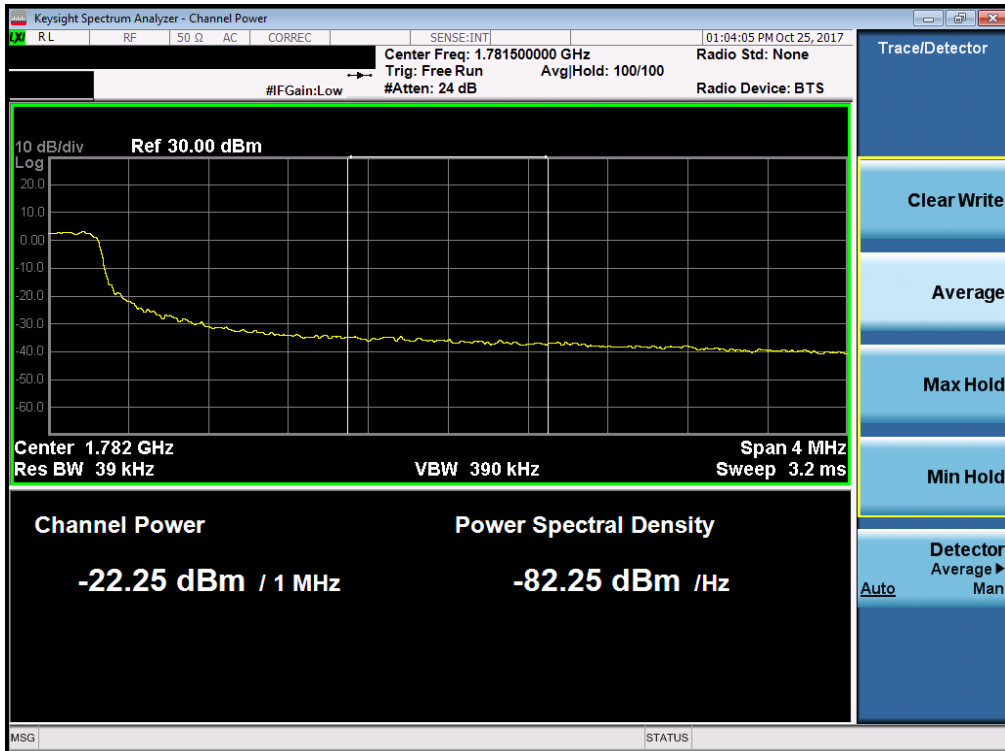 Keysight Spectrum Analyzer - Channel Power
LXI RL RF 50 Ω AC CORREC SENSE:INT 01:04:05 PM Oct 25, 2017
Center Freq: 1.781500000 GHz Radio Std: None
Trig: Free Run Avg|Hold: 100/100
#IFGain:Low #Atten: 24 dB Radio Device: BTS
Trace/Detector
10 dB/div Ref 30.00 dBm
Log
20.0
10.0
0.00
-10.0
-20.0
-30.0
-40.0
-50.0
-60.0
Center 1.782 GHz Span 4 MHz
Res BW 39 kHz VBW 390 kHz Sweep 3.2 ms
Channel Power Power Spectral Density
-22.25 dBm / 1 MHz -82.25 dBm /Hz
Clear Write
Average
Max Hold
Min Hold
Detector
Average
Auto Man
MSG STATUS